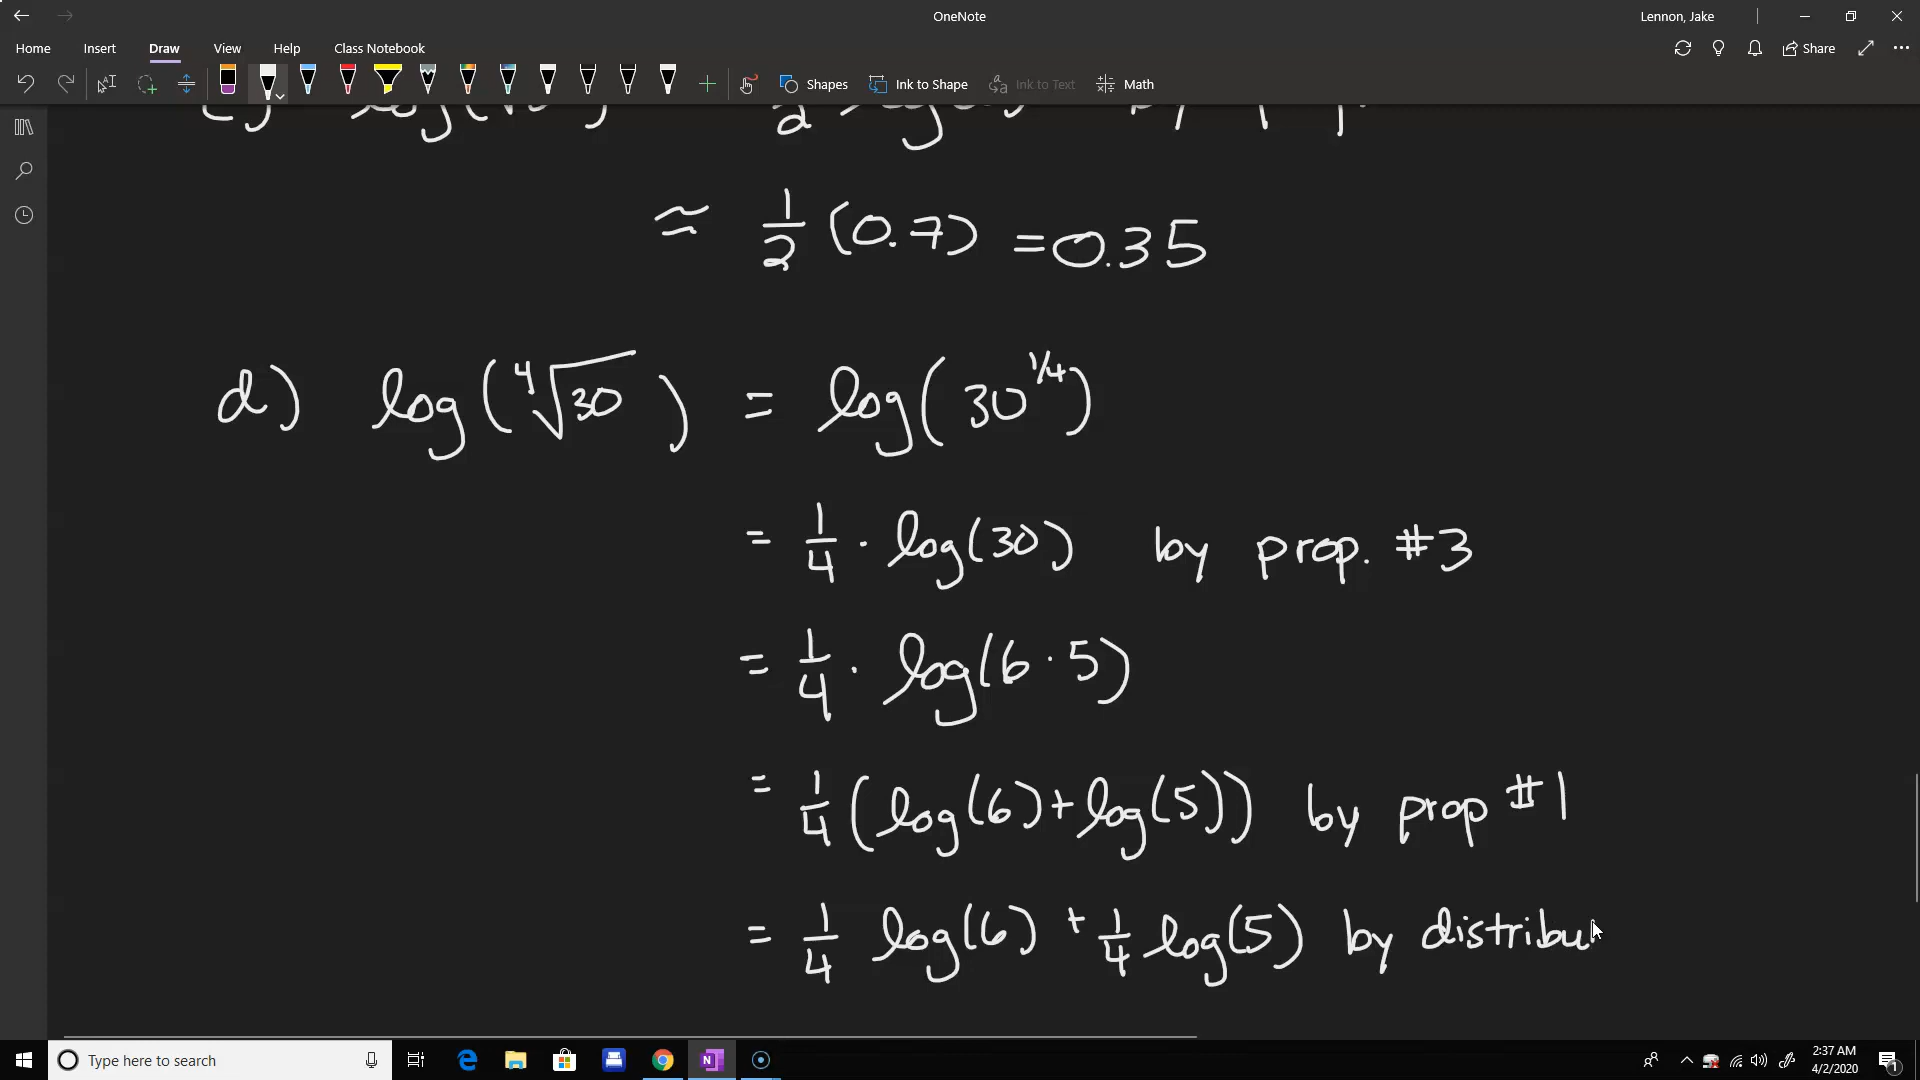 OneNote
Lennon, Jake
Home Insert Draw View Help Class Notebook
Share
Shapes Ink to Shape Ink to Text Math
≈ 1/2 (0.7) = 0.35
d) log(∜30) = log(30^1/4)
= 1/4 · log(30) by prop. #3
= 1/4 · log(6 · 5)
= 1/4 (log(6) + log(5)) by prop #1
= 1/4 log(6) + 1/4 log(5) by distribu
Type here to search
2:37 AM
4/2/2020
1